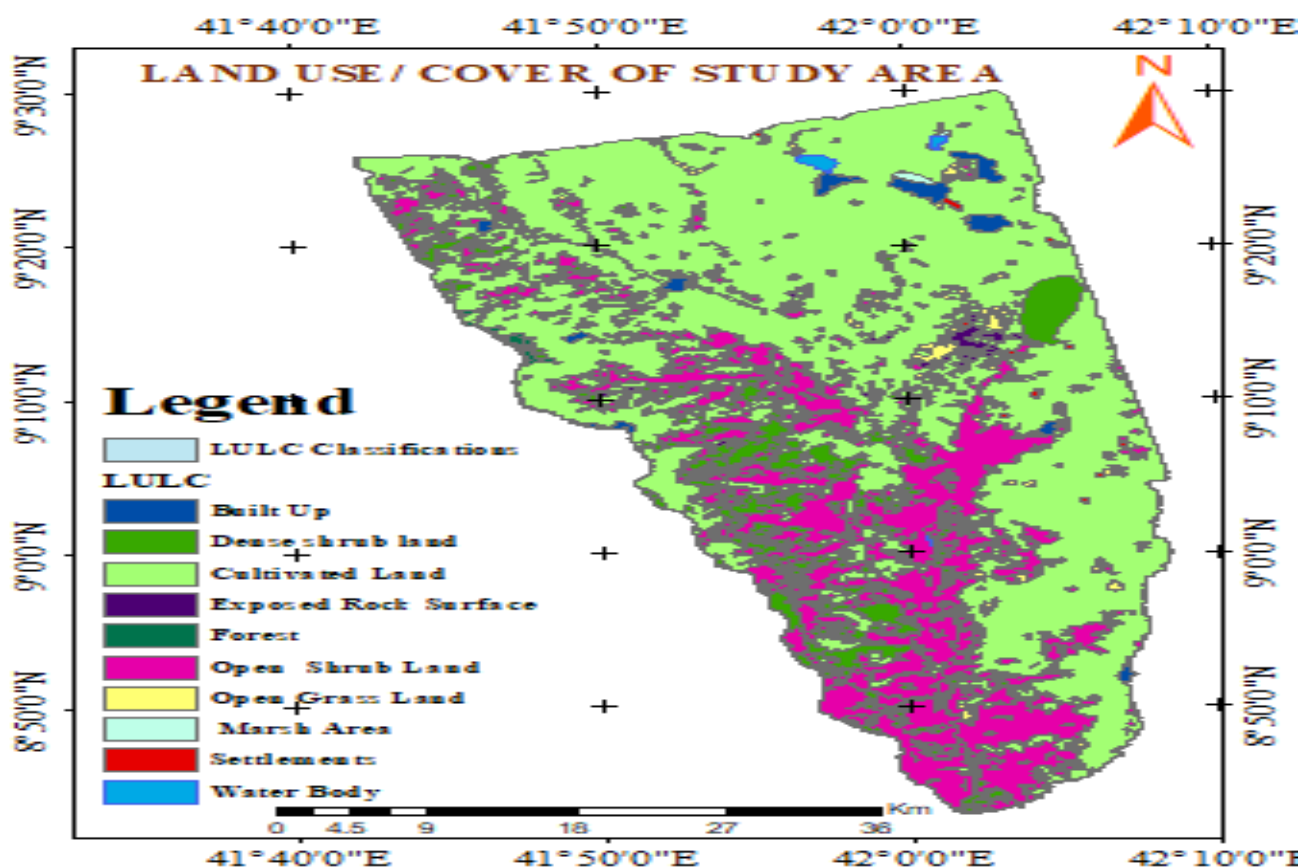 41°40'0"E 41°50'0"E 42°0'0"E 42°10'0"E
LAND USE/ COVER OF STUDY AREA
N
9°30'0"N
9°20'0"N 9°20'0"N
Legend
9°10'0"N 9°10'0"N
LULC Classifications
LULC
Built Up
Dense shrub land
9°0'0"N 9°0'0"N
Cultivated Land
Exposed Rock Surface
Forest
Open Shrub Land
Open Grass Land
8°50'0"N 8°50'0"N
Marsh Area
Settlements
Water Body
Km
0 4.5 9 18 27 36
41°40'0"E 41°50'0"E 42°0'0"E 42°10'0"E